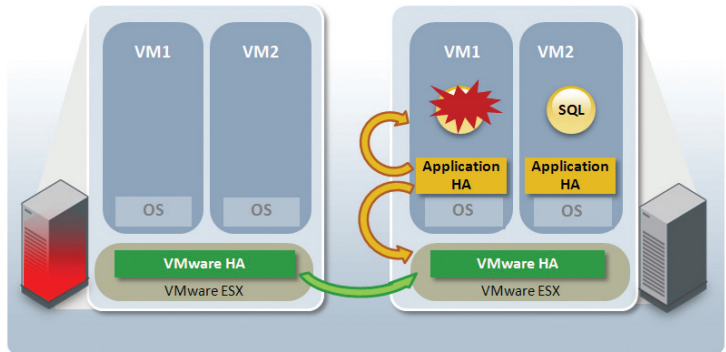 VM1
VM2
OS
OS
VMware HA
VMware ESX
VM1
VM2
SQL
Application
HA
Application
HA
OS
OS
VMware HA
VMware ESX